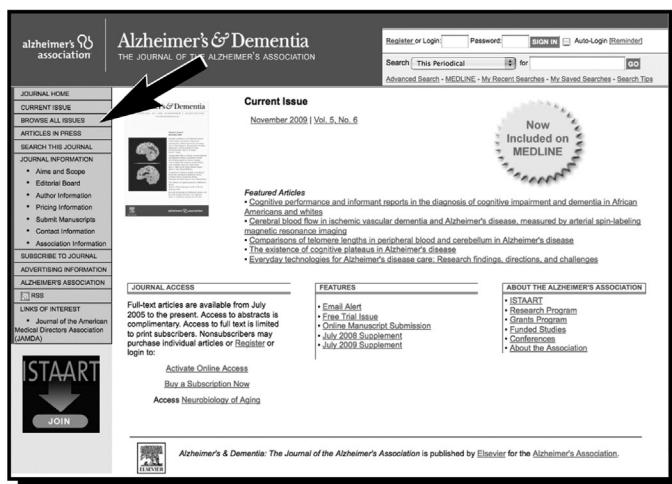 alzheimer's
association
Alzheimer's & Dementia
THE JOURNAL OF THE ALZHEIMER'S ASSOCIATION
Register or Login: Password: SIGN IN Auto-Login [Reminder]
Search This Periodical for GO
Advanced Search - MEDLINE - My Recent Searches - My Saved Searches - Search Tips
JOURNAL HOME
CURRENT ISSUE
BROWSE ALL ISSUES
ARTICLES IN PRESS
SEARCH THIS JOURNAL
JOURNAL INFORMATION
• Aims and Scope
• Editorial Board
• Author Information
• Pricing Information
• Submit Manuscripts
• Contact Information
• Association Information
SUBSCRIBE TO JOURNAL
ADVERTISING INFORMATION
ALZHEIMER'S ASSOCIATION
RSS
LINKS OF INTEREST
• Journal of the American
Medical Directors Association
(JAMDA)
ISTAART
JOIN
Dementia
Current Issue
November 2009 | Vol. 5, No. 6
Now
Included on
MEDLINE
Featured Articles
• Cognitive performance and informant reports in the diagnosis of cognitive impairment and dementia in African
Americans and whites
• Cerebral blood flow in ischemic vascular dementia and Alzheimer's disease, measured by arterial spin-labeling
magnetic resonance imaging
• Comparisons of telomere lengths in peripheral blood and cerebellum in Alzheimer's disease
• The existence of cognitive plateaus in Alzheimer's disease
• Everyday technologies for Alzheimer's disease care: Research findings, directions, and challenges
JOURNAL ACCESS
Full-text articles are available from July
2005 to the present. Access to abstracts is
complimentary. Access to full text is limited
to print subscribers. Nonsubscribers may
purchase individual articles or Register or
login to:
Activate Online Access
Buy a Subscription Now
Access Neurobiology of Aging
FEATURES
• Email Alert
• Free Trial Issue
• Online Manuscript Submission
• July 2008 Supplement
• July 2009 Supplement
ABOUT THE ALZHEIMER'S ASSOCIATION
• ISTAART
• Research Program
• Grants Program
• Funded Studies
• Conferences
• About the Association
ELSEVIER
Alzheimer's & Dementia: The Journal of the Alzheimer's Association is published by Elsevier for the Alzheimer's Association.